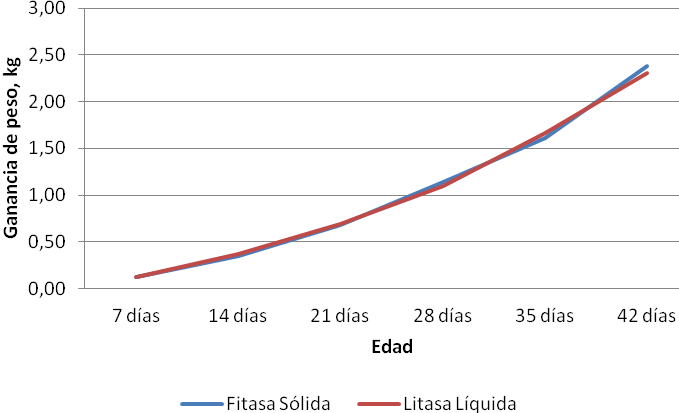 3,00
2,50
2,00
1,50
1,00
0,50
0,00
Ganancia de peso, kg
7 días 14 días 21 días 28 días 35 días 42 días
Edad
Fitasa Sólida Litasa Líquida